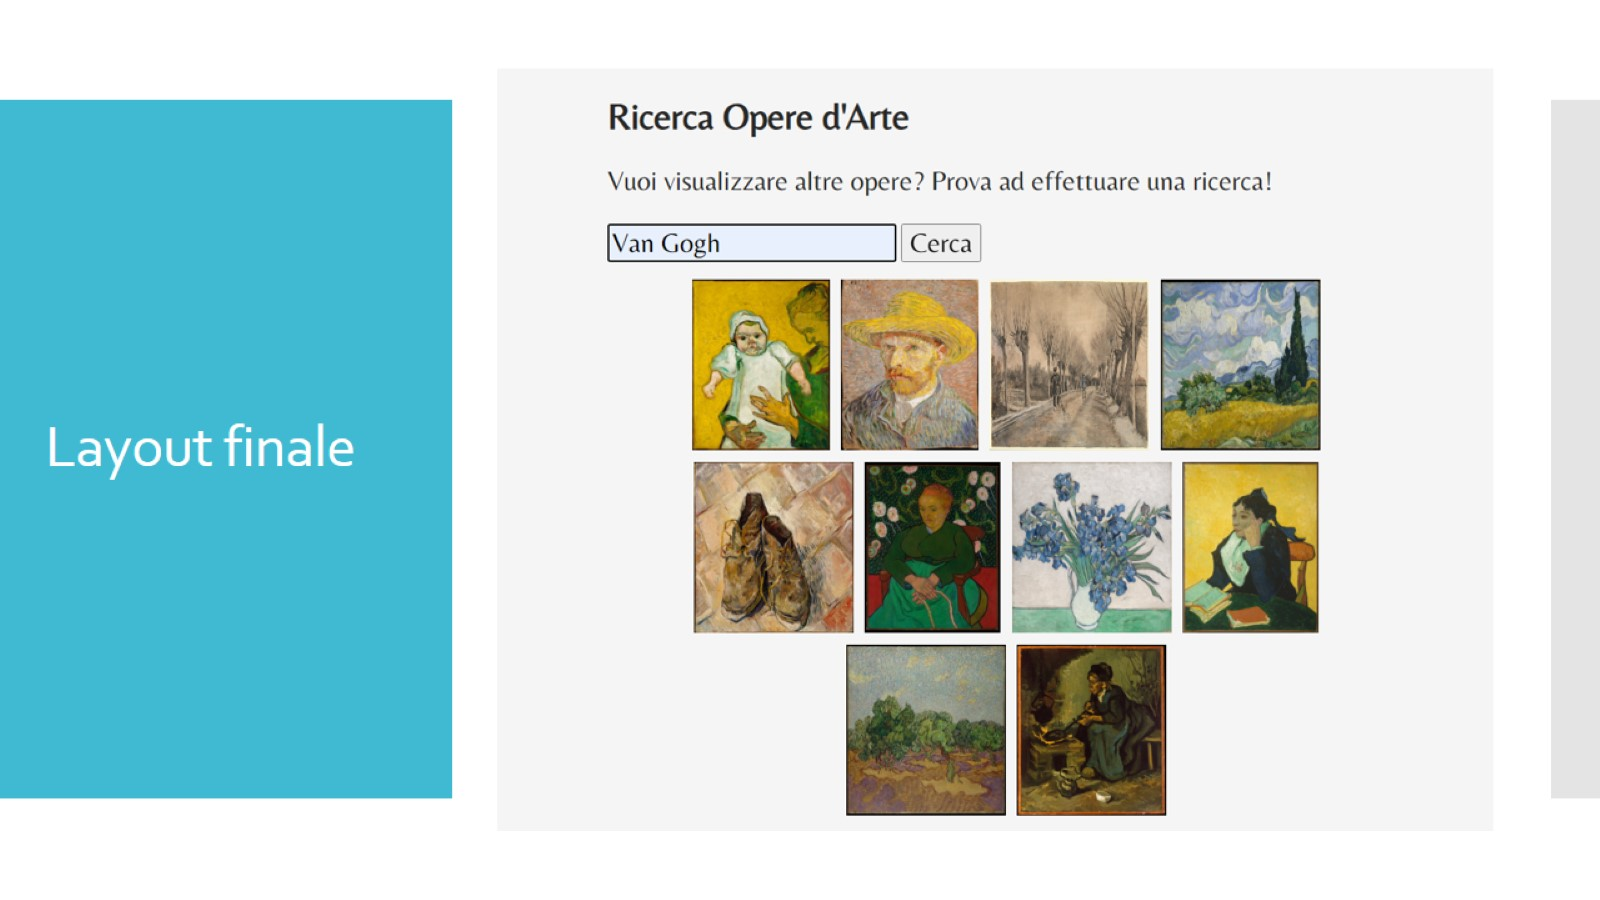 Layout finale
Ricerca Opere d'Arte
Vuoi visualizzare altre opere? Prova ad effettuare una ricerca!
Van Gogh
Cerca